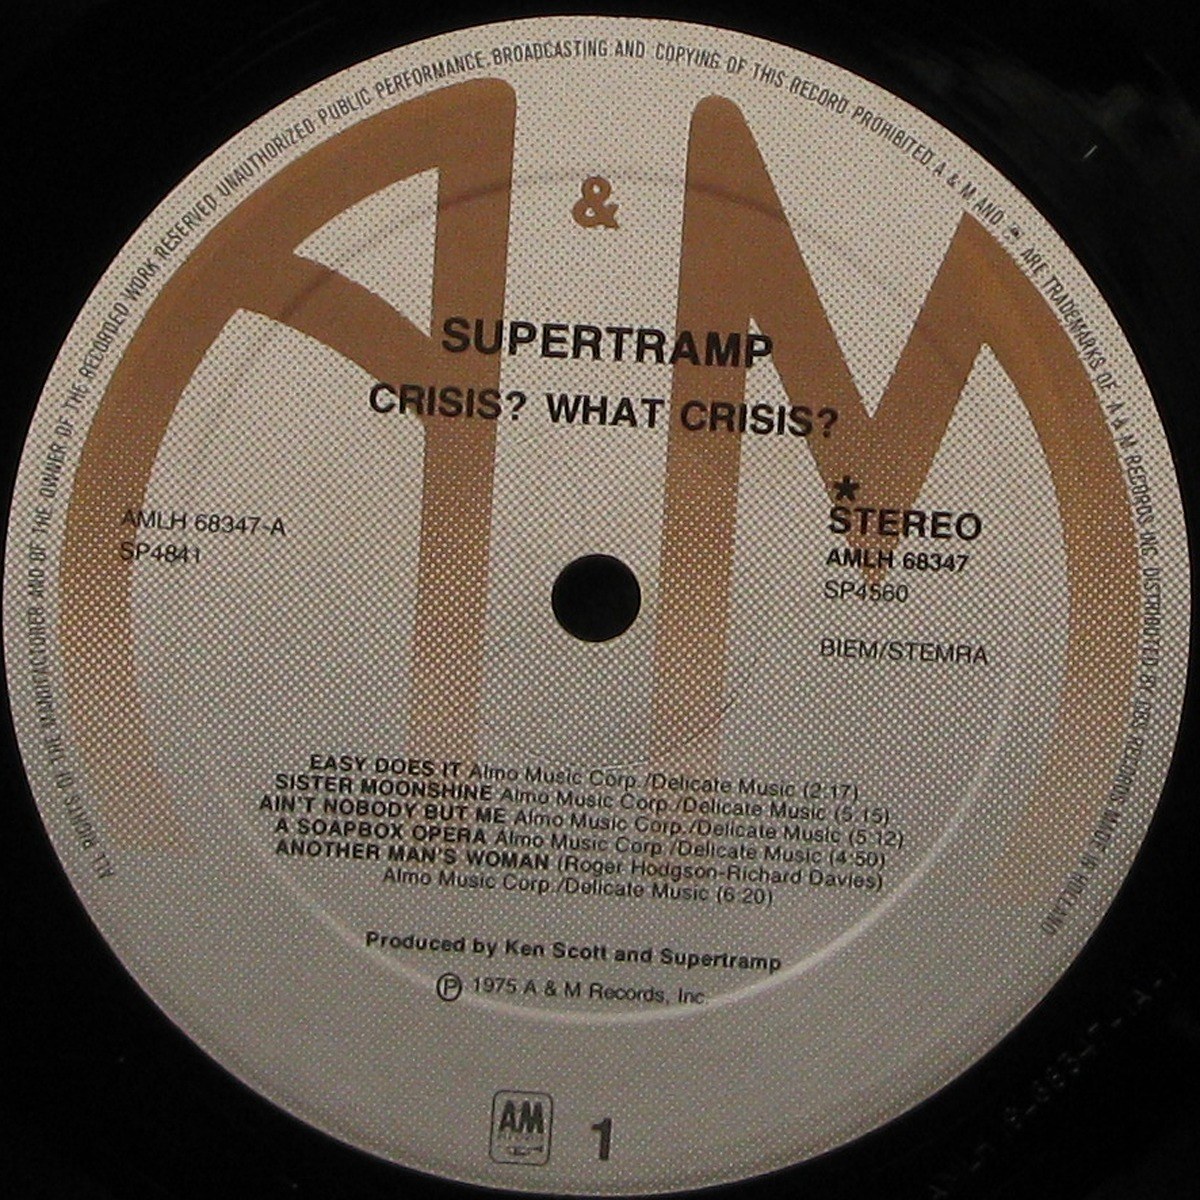 ALL RIGHTS OF THE MANUFACTURER AND OF THE OWNER OF THE RECORDED WORK RESERVED UNAUTHORIZED PUBLIC PERFORMANCE, BROADCASTING AND COPYING OF THIS RECORD PROHIBITED. A & M AND ARE TRADEMARKS OF A & M RECORDS INC. DISTRIBUTED BY CBS RECORDS MADE IN HOLLAND
A & M
SUPERTRAMP
CRISIS? WHAT CRISIS?
AMLH 68347-A
SP4841
*
STEREO
AMLH 68347
SP4560
BIEM/STEMRA
EASY DOES IT Almo Music Corp./Delicate Music (2:17)
SISTER MOONSHINE Almo Music Corp./Delicate Music (5:15)
AIN'T NOBODY BUT ME Almo Music Corp./Delicate Music (5:12)
A SOAPBOX OPERA Almo Music Corp./Delicate Music (4:50)
ANOTHER MAN'S WOMAN (Roger Hodgson-Richard Davies)
Almo Music Corp./Delicate Music (6:20)
Produced by Ken Scott and Supertramp
Ⓟ 1975 A & M Records, Inc.
AM
1